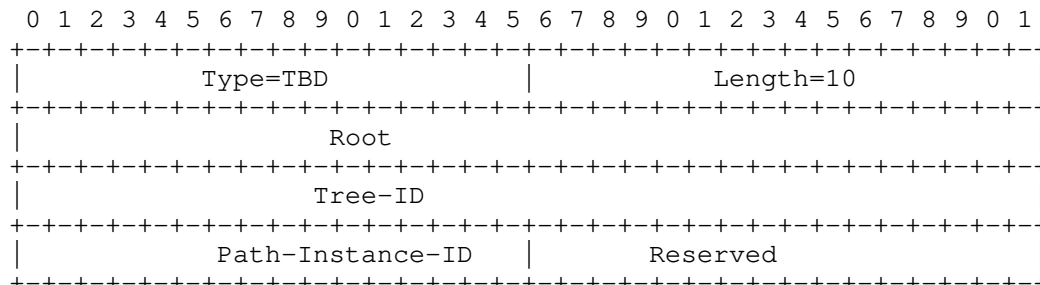 0 1 2 3 4 5 6 7 8 9 0 1 2 3 4 5 6 7 8 9 0 1 2 3 4 5 6 7 8 9 0 1
+-+-+-+-+-+-+-+-+-+-+-+-+-+-+-+-+-+-+-+-+-+-+-+-+-+-+-+-+-+-+-+-
| Type=TBD | Length=10 |
+-+-+-+-+-+-+-+-+-+-+-+-+-+-+-+-+-+-+-+-+-+-+-+-+-+-+-+-+-+-+-+-
| Root |
+-+-+-+-+-+-+-+-+-+-+-+-+-+-+-+-+-+-+-+-+-+-+-+-+-+-+-+-+-+-+-+-
| Tree-ID |
+-+-+-+-+-+-+-+-+-+-+-+-+-+-+-+-+-+-+-+-+-+-+-+-+-+-+-+-+-+-+-+-
| Path-Instance-ID | Reserved |
+-+-+-+-+-+-+-+-+-+-+-+-+-+-+-+-+-+-+-+-+-+-+-+-+-+-+-+-+-+-+-+-